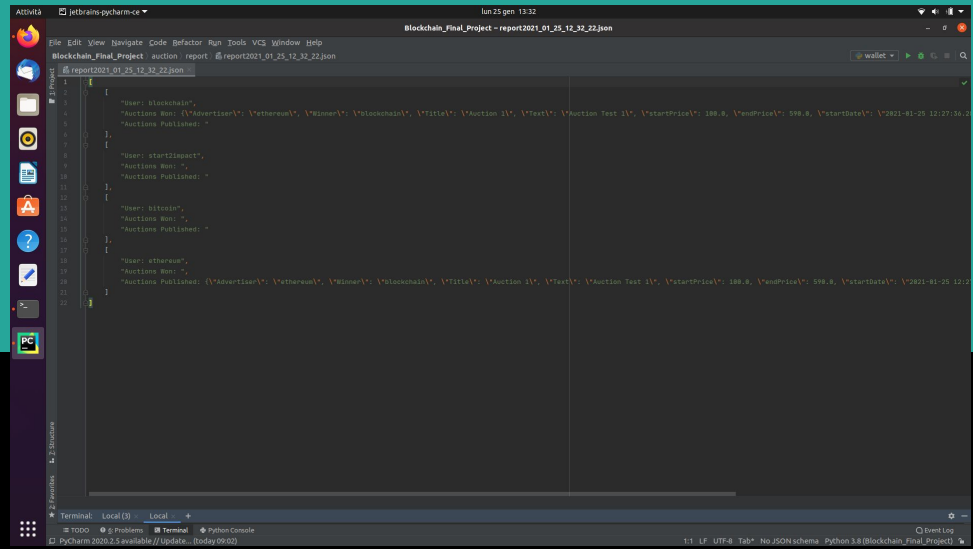 Attività jetbrains-pycharm-ce lun 25 gen 13:32
Blockchain_Final_Project – report2021_01_25_12_32_22.json
File Edit View Navigate Code Refactor Run Tools VCS Window Help
Blockchain_Final_Project auction report report2021_01_25_12_32_22.json wallet
report2021_01_25_12_32_22.json
1: Project
1 [
2 [
3 "User: blockchain",
4 "Auctions Won: {\"Advertiser\": \"ethereum\", \"Winner\": \"blockchain\", \"Title\": \"Auction 1\", \"Text\": \"Auction Test 1\", \"startPrice\": 100.0, \"endPrice\": 590.0, \"startDate\": \"2021-01-25 12:27:36.2
5 "Auctions Published: "
6 ],
7 [
8 "User: start2impact",
9 "Auctions Won: ",
10 "Auctions Published: "
11 ],
12 [
13 "User: bitcoin",
14 "Auctions Won: ",
15 "Auctions Published: "
16 ],
17 [
18 "User: ethereum",
19 "Auctions Won: ",
20 "Auctions Published: {\"Advertiser\": \"ethereum\", \"Winner\": \"blockchain\", \"Title\": \"Auction 1\", \"Text\": \"Auction Test 1\", \"startPrice\": 100.0, \"endPrice\": 590.0, \"startDate\": \"2021-01-25 12:2
21 ]
22 ]
PC
Z: Structure
2: Favorites
Terminal: Local (3) Local +
TODO 6: Problems Terminal Python Console Event Log
PyCharm 2020.2.5 available // Update... (today 09:02) 1:1 LF UTF-8 Tab* No JSON schema Python 3.8 (Blockchain_Final_Project)